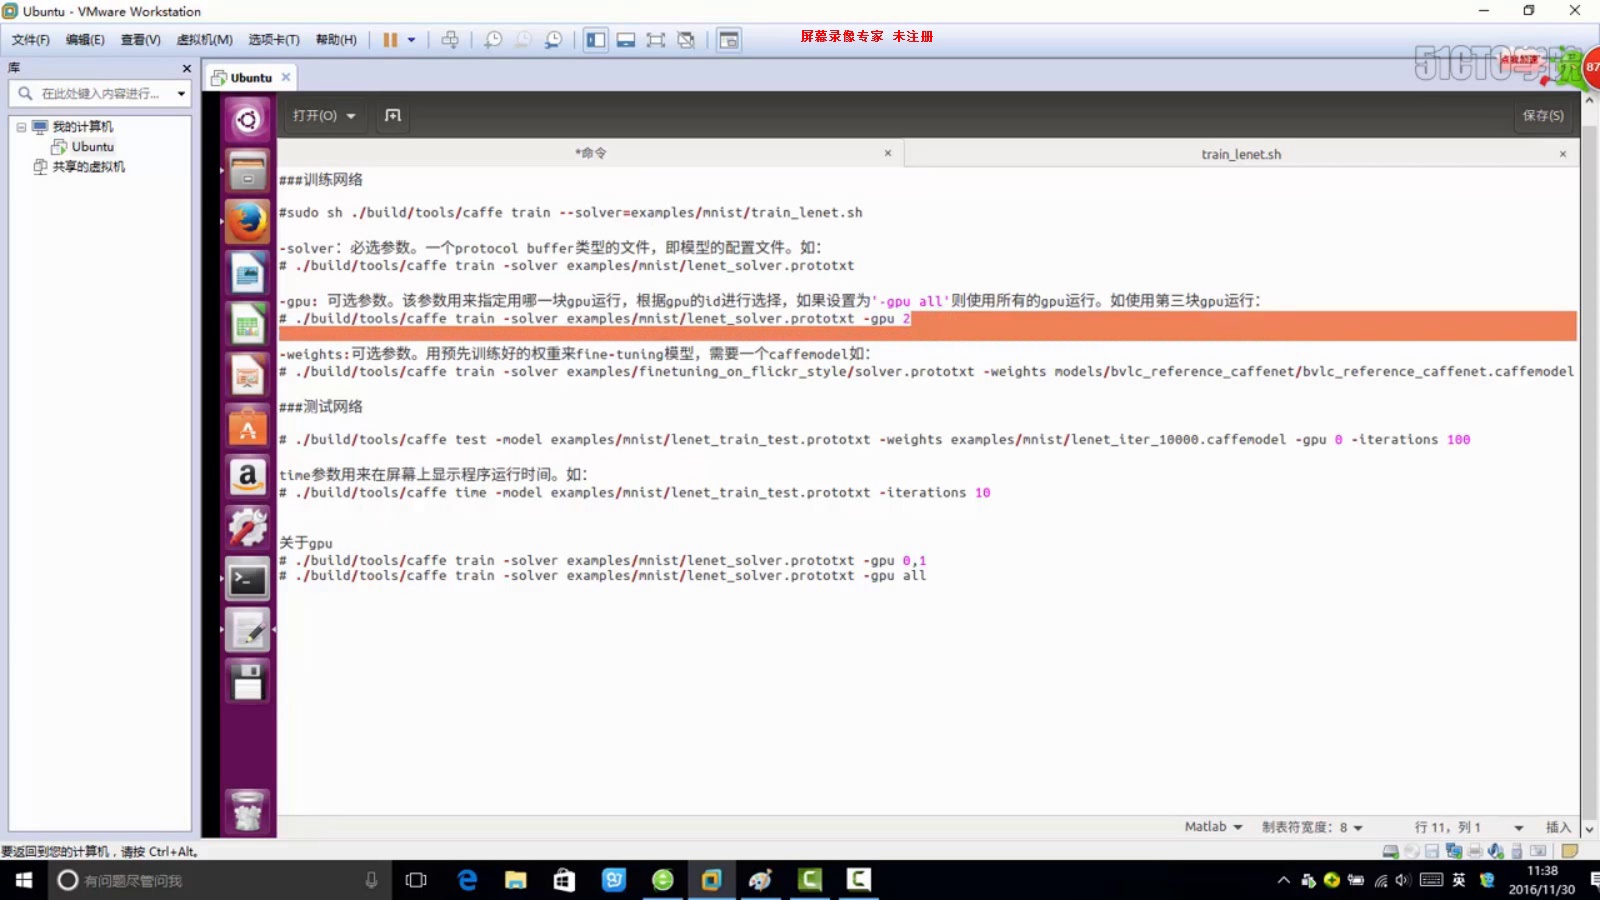 Ubuntu - VMware Workstation
文件(F) 编辑(E) 查看(V) 虚拟机(M) 选项卡(T) 帮助(H)
屏幕录像专家 未注册
51CTO学院
点我加速
87
库
Ubuntu
在此处键入内容进行...
我的计算机
Ubuntu
共享的虚拟机
打开(O)
保存(S)
*命令
train_lenet.sh
###训练网络
#sudo sh ./build/tools/caffe train --solver=examples/mnist/train_lenet.sh
-solver：必选参数。一个protocol buffer类型的文件，即模型的配置文件。如：
# ./build/tools/caffe train -solver examples/mnist/lenet_solver.prototxt
-gpu: 可选参数。该参数用来指定用哪一块gpu运行，根据gpu的id进行选择，如果设置为'-gpu all'则使用所有的gpu运行。如使用第三块gpu运行：
# ./build/tools/caffe train -solver examples/mnist/lenet_solver.prototxt -gpu 2
-weights:可选参数。用预先训练好的权重来fine-tuning模型，需要一个caffemodel如：
# ./build/tools/caffe train -solver examples/finetuning_on_flickr_style/solver.prototxt -weights models/bvlc_reference_caffenet/bvlc_reference_caffenet.caffemodel
###测试网络
# ./build/tools/caffe test -model examples/mnist/lenet_train_test.prototxt -weights examples/mnist/lenet_iter_10000.caffemodel -gpu 0 -iterations 100
time参数用来在屏幕上显示程序运行时间。如：
# ./build/tools/caffe time -model examples/mnist/lenet_train_test.prototxt -iterations 10
关于gpu
# ./build/tools/caffe train -solver examples/mnist/lenet_solver.prototxt -gpu 0,1
# ./build/tools/caffe train -solver examples/mnist/lenet_solver.prototxt -gpu all
Matlab 制表符宽度：8 行 11，列 1 插入
要返回到您的计算机，请按 Ctrl+Alt。
有问题尽管问我
英
11:38
2016/11/30